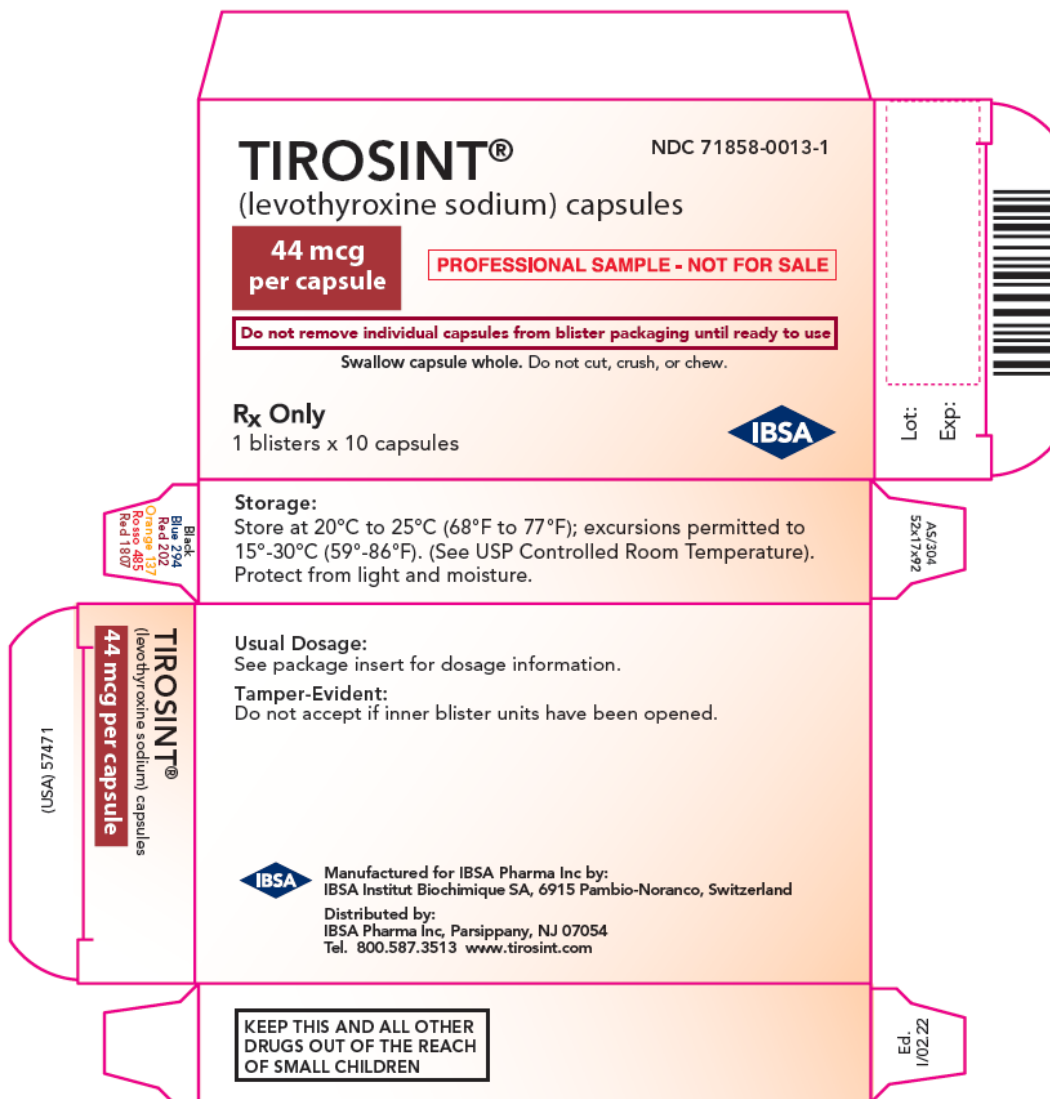 TIROSINT®
NDC 71858-0013-1
(levothyroxine sodium) capsules
44 mcg
per capsule
PROFESSIONAL SAMPLE - NOT FOR SALE
Do not remove individual capsules from blister packaging until ready to use
Swallow capsule whole. Do not cut, crush, or chew.
Rx Only
1 blisters x 10 capsules
IBSA
Lot:
Exp:
Black
Blue 294
Red 202
Orange 137
Rosso 485
Red 1807
Storage:
Store at 20°C to 25°C (68°F to 77°F); excursions permitted to
15°-30°C (59°-86°F). (See USP Controlled Room Temperature).
Protect from light and moisture.
AS/304
52x17x92
TIROSINT®
(levothyroxine sodium) capsules
44 mcg per capsule
(USA) 57471
Usual Dosage:
See package insert for dosage information.
Tamper-Evident:
Do not accept if inner blister units have been opened.
IBSA
Manufactured for IBSA Pharma Inc by:
IBSA Institut Biochimique SA, 6915 Pambio-Noranco, Switzerland
Distributed by:
IBSA Pharma Inc, Parsippany, NJ 07054
Tel. 800.587.3513 www.tirosint.com
KEEP THIS AND ALL OTHER
DRUGS OUT OF THE REACH
OF SMALL CHILDREN
Ed.
I/02.22